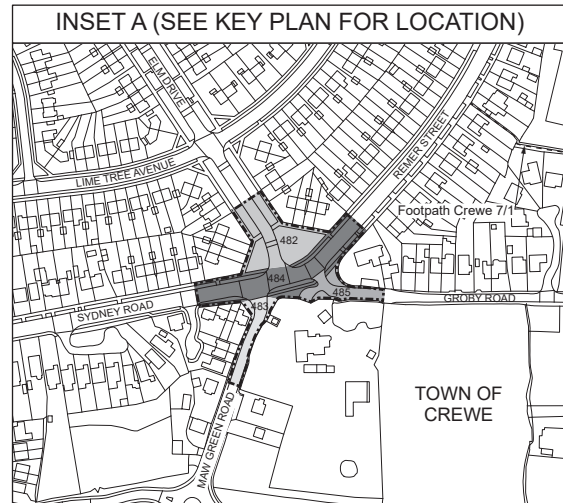 INSET A (SEE KEY PLAN FOR LOCATION)
ELM DRIVE
LIME TREE AVENUE
REMER STREET
Footpath Crewe 7/1
482
484
485
483
SYDNEY ROAD
GROBY ROAD
MAW GREEN ROAD
TOWN OF
CREWE